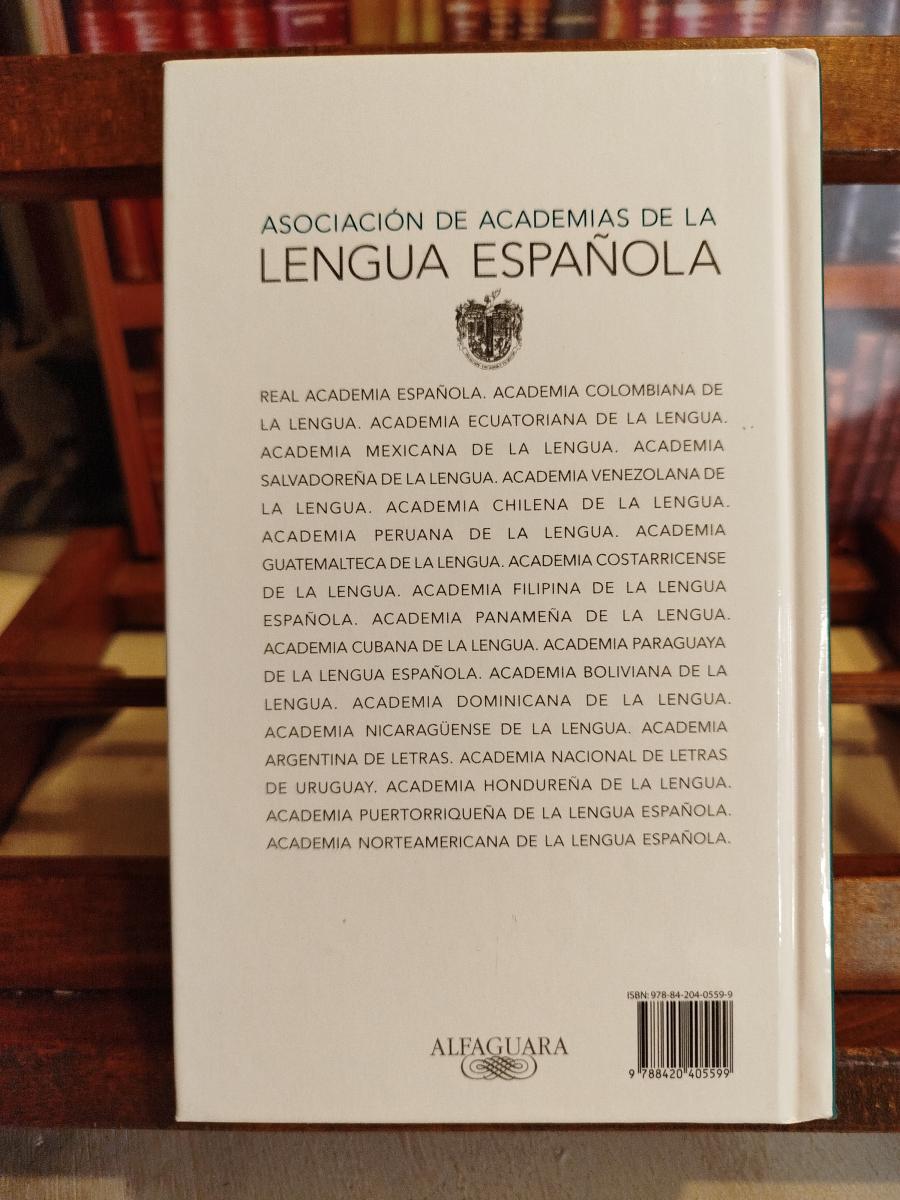 ASOCIACIÓN DE ACADEMIAS DE LA
LENGUA ESPAÑOLA
REAL ACADEMIA ESPAÑOLA. ACADEMIA COLOMBIANA DE
LA LENGUA. ACADEMIA ECUATORIANA DE LA LENGUA.
ACADEMIA MEXICANA DE LA LENGUA. ACADEMIA
SALVADOREÑA DE LA LENGUA. ACADEMIA VENEZOLANA DE
LA LENGUA. ACADEMIA CHILENA DE LA LENGUA.
ACADEMIA PERUANA DE LA LENGUA. ACADEMIA
GUATEMALTECA DE LA LENGUA. ACADEMIA COSTARRICENSE
DE LA LENGUA. ACADEMIA FILIPINA DE LA LENGUA
ESPAÑOLA. ACADEMIA PANAMEÑA DE LA LENGUA.
ACADEMIA CUBANA DE LA LENGUA. ACADEMIA PARAGUAYA
DE LA LENGUA ESPAÑOLA. ACADEMIA BOLIVIANA DE LA
LENGUA. ACADEMIA DOMINICANA DE LA LENGUA.
ACADEMIA NICARAGÜENSE DE LA LENGUA. ACADEMIA
ARGENTINA DE LETRAS. ACADEMIA NACIONAL DE LETRAS
DE URUGUAY. ACADEMIA HONDUREÑA DE LA LENGUA.
ACADEMIA PUERTORRIQUEÑA DE LA LENGUA ESPAÑOLA.
ACADEMIA NORTEAMERICANA DE LA LENGUA ESPAÑOLA.
ISBN: 978-84-204-0559-9
ALFAGUARA
9 788420 405599